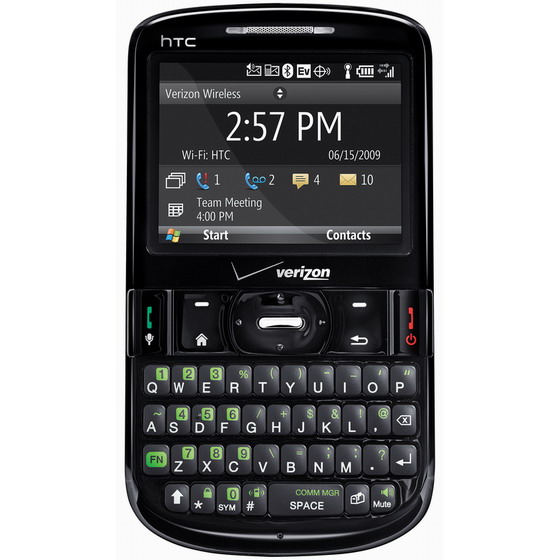 hTC
Ev
Verizon Wireless
2:57 PM
Wi-Fi: HTC 06/15/2009
1 2 4 10
Team Meeting
4:00 PM
Start Contacts
verizon
1 2 3 % ( ) _ - "
Q W E R T Y U I O P
~ 4 5 6 / + $ & ! @
A S D F G H J K L ,
FN 7 8 9 ' " ; : . ?
Z X C V B N M .
0 COMM MGR
* SYM # SPACE Mute